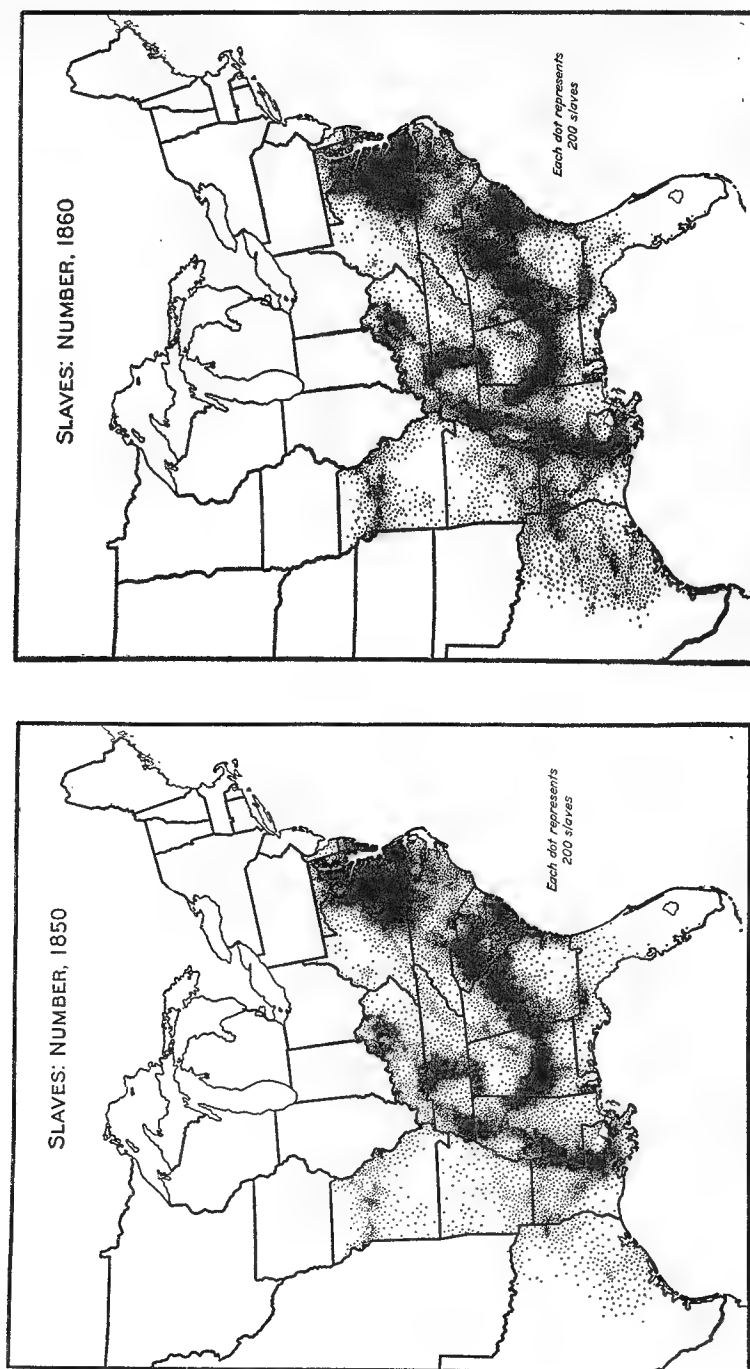 SLAVES: NUMBER, 1850
Each dot represents
200 slaves
SLAVES: NUMBER, 1860
Each dot represents
200 slaves